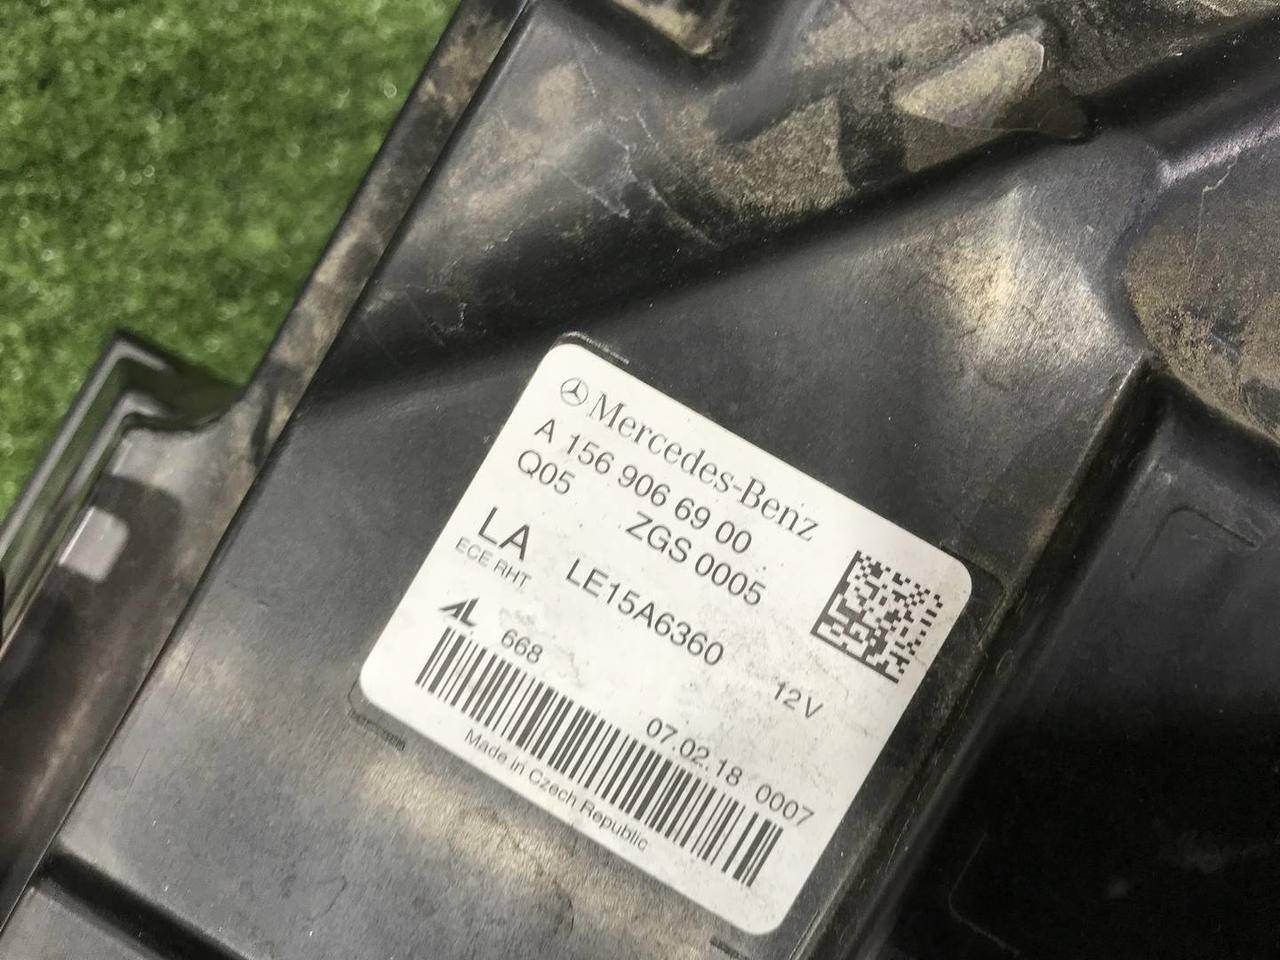 Mercedes-Benz
A 156 906 69 00
Q05 ZGS 0005
LA LE15A6360
ECE RHT
AL 668 12V
07.02.18 0007
Made in Czech Republic